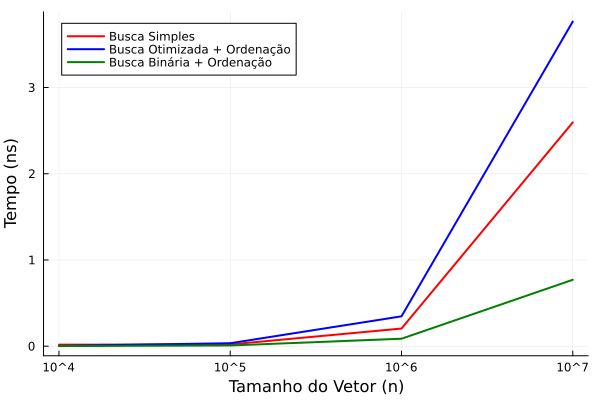 Busca Simples
Busca Otimizada + Ordenação
Busca Binária + Ordenação
Tempo (ns)
3
2
1
0
10^4
10^5
10^6
10^7
Tamanho do Vetor (n)